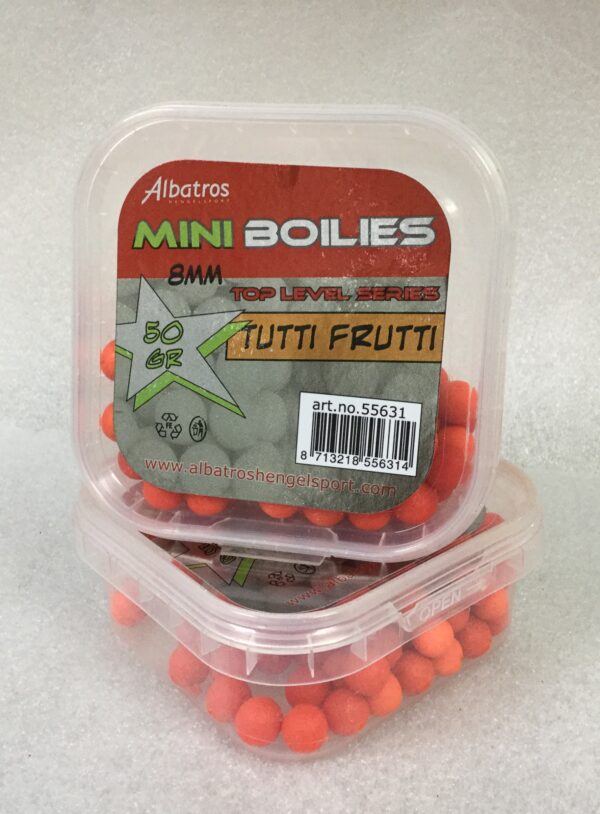 Albatros
HENGELSPORT
MINI BOILIES
8MM
TOP LEVEL SERIES
50
GR
TUTTI FRUTTI
art.no.55631
8 713218 556314
www.albatroshengelsport.com
OPEN